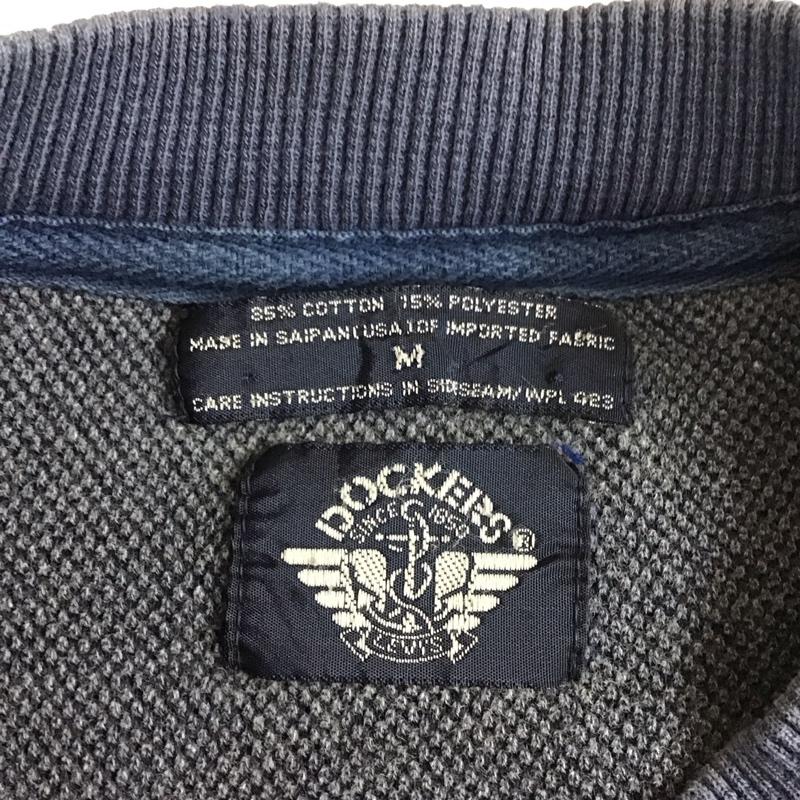 85% COTTON 15% POLYESTER
MADE IN SAIPAN (USA) OF IMPORTED FABRIC
M
CARE INSTRUCTIONS IN SIDESEAM/WPL 423
DOCKERS®
SINCE 1850
LEVI'S